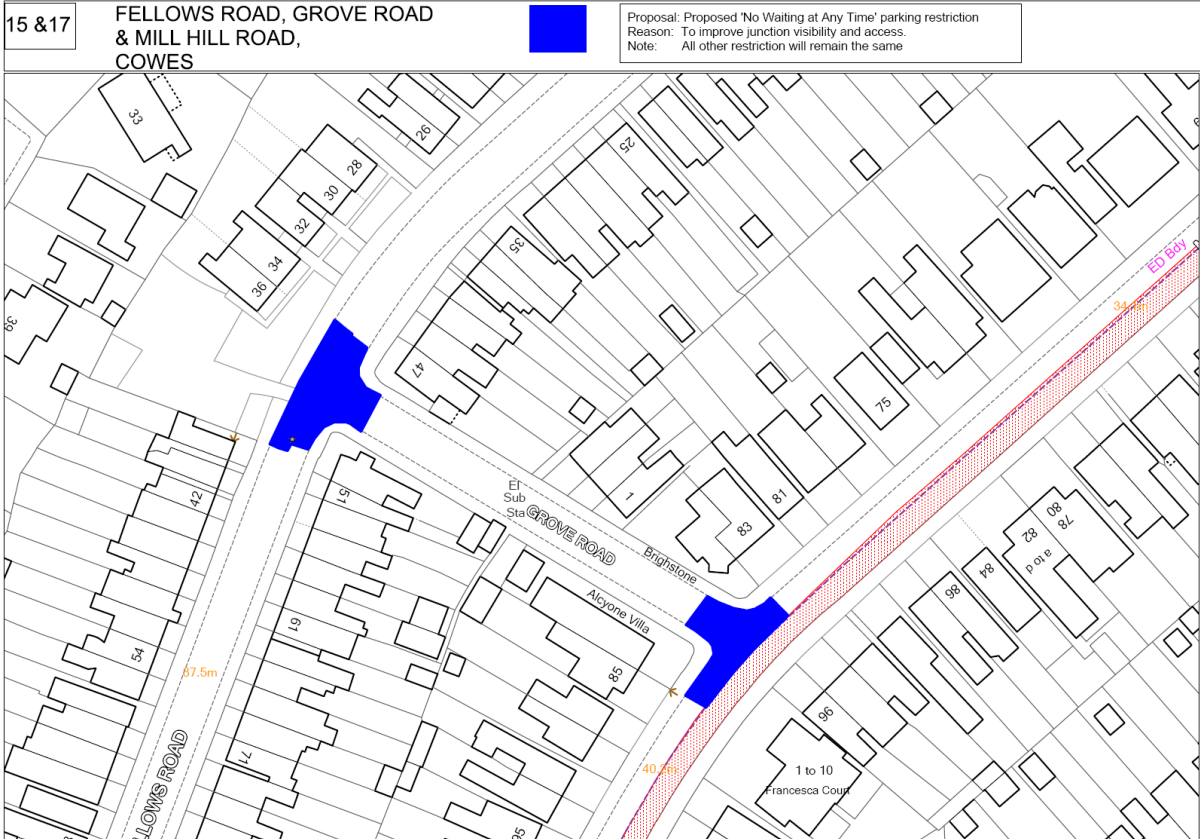 15 &17
FELLOWS ROAD, GROVE ROAD
& MILL HILL ROAD,
COWES
Proposal: Proposed 'No Waiting at Any Time' parking restriction
Reason: To improve junction visibility and access.
Note: All other restriction will remain the same
33
26
28
30
32
34
36
39
25
35
47
ED Bdy
75
81
83
1
El
Sub
Sta
GROVE ROAD
Brighstone
Alcyone Villa
42
51
54
61
71
37.5m
LOWS ROAD
85
95
40.2m
80
78
82
a to d
84
86
96
1 to 10
Francesca Court